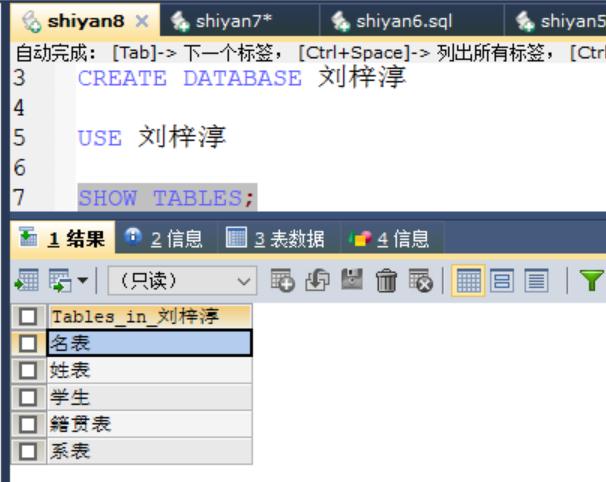 shiyan8 × shiyan7* shiyan6.sql shiyan5
自动完成: [Tab]-> 下一个标签, [Ctrl+Space]-> 列出所有标签, [Ctrl
3 CREATE DATABASE 刘梓淳
4
5 USE 刘梓淳
6
7 SHOW TABLES;
1 结果 2 信息 3 表数据 4 信息
(只读)
Tables_in_刘梓淳
名表
姓表
学生
籍贯表
系表